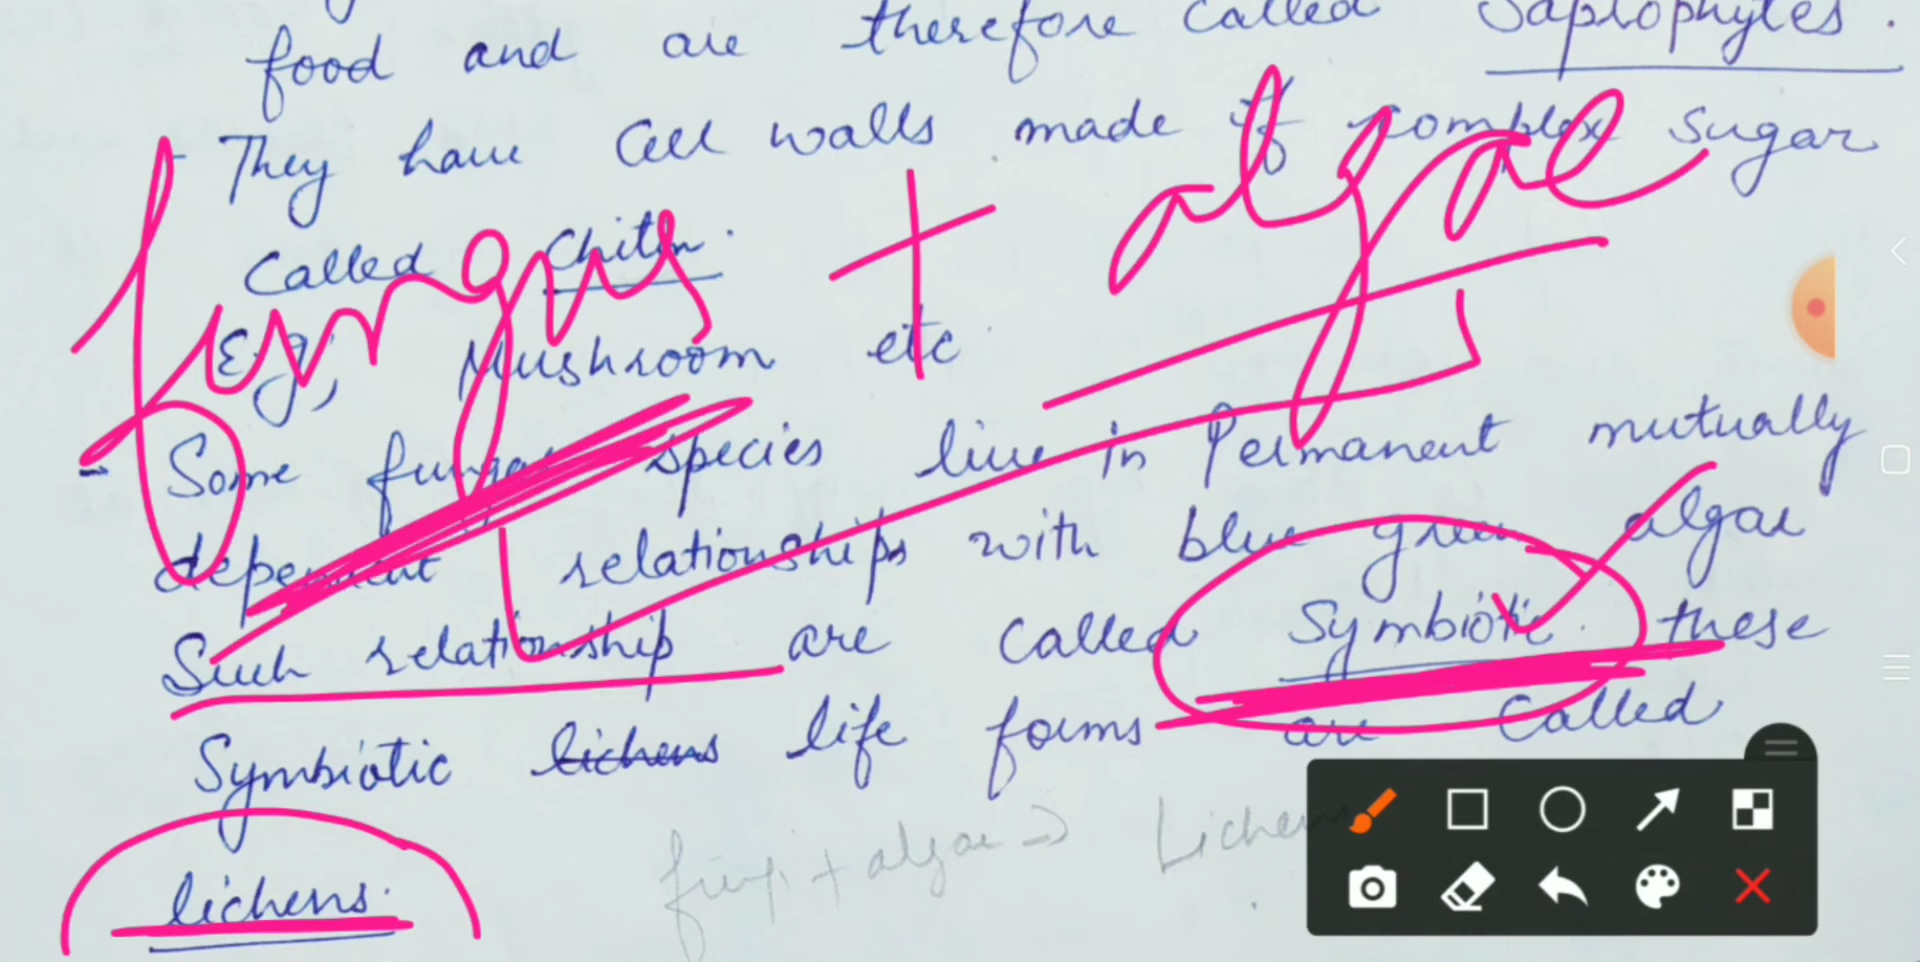 food and are therefore called Saprophytes.
- They have Cell walls made of complex sugar
Called Chitin.
fungus + algae
Eg, Mushroom etc
- Some fungal species live in Permanent mutually
dependent relationships with blue green algae
Such relationship are called Symbiotic. these
Symbiotic lichens life forms are Called
lichens.
fungi + algae => Lichens